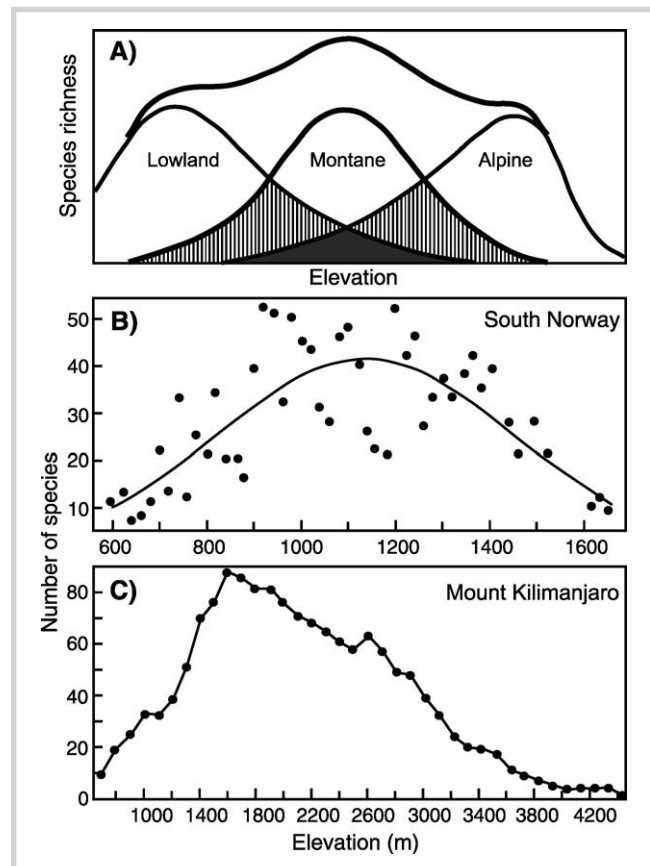 A)
Species richness
Lowland
Montane
Alpine
Elevation
B)
South Norway
50
40
30
20
10
600 800 1000 1200 1400 1600
Number of species
C)
Mount Kilimanjaro
80
60
40
20
0
1000 1400 1800 2200 2600 3000 3400 3800 4200
Elevation (m)